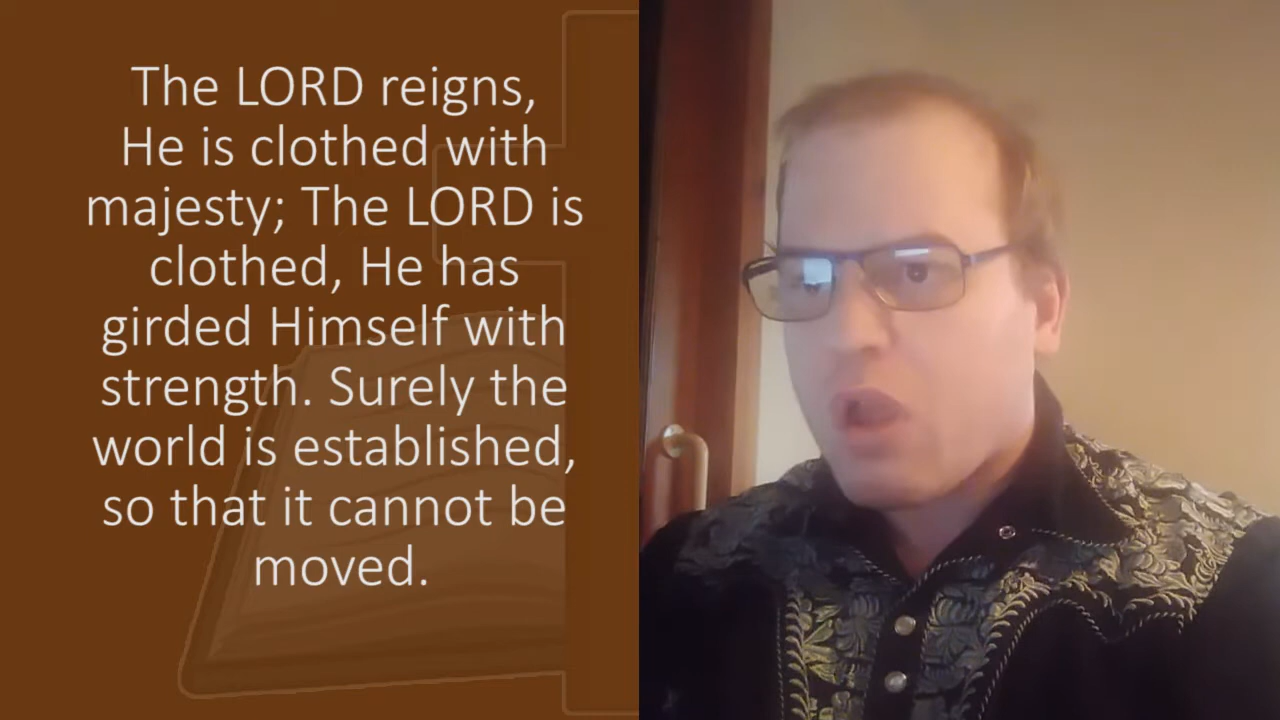 The LORD reigns,
He is clothed with
majesty; The LORD is
clothed, He has
girded Himself with
strength. Surely the
world is established,
so that it cannot be
moved.